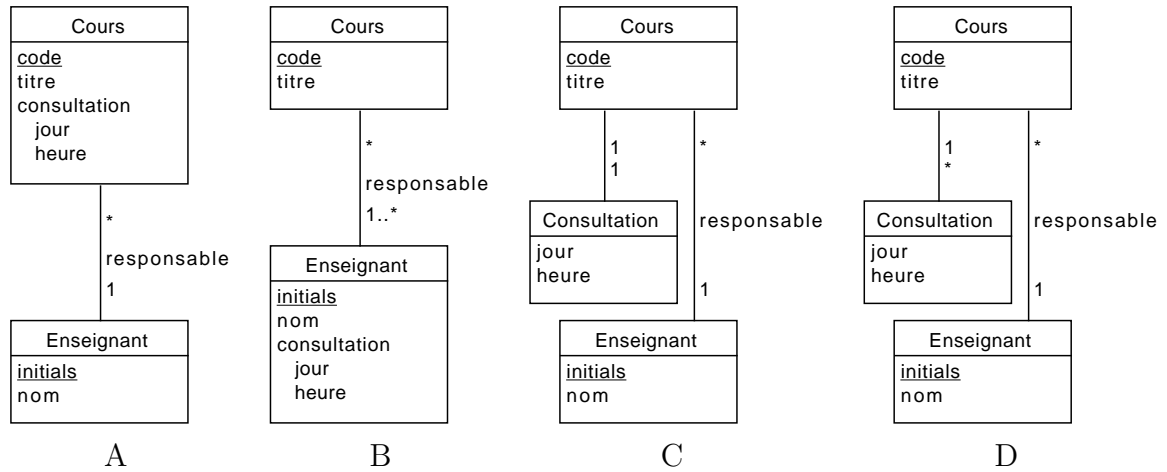 Cours
code
titre
consultation
jour
heure
*
responsable
1
Enseignant
initials
nom
A
Cours
code
titre
*
responsable
1..*
Enseignant
initials
nom
consultation
jour
heure
B
Cours
code
titre
1
1
*
Consultation
jour
heure
responsable
1
Enseignant
initials
nom
C
Cours
code
titre
1
*
*
Consultation
jour
heure
responsable
1
Enseignant
initials
nom
D